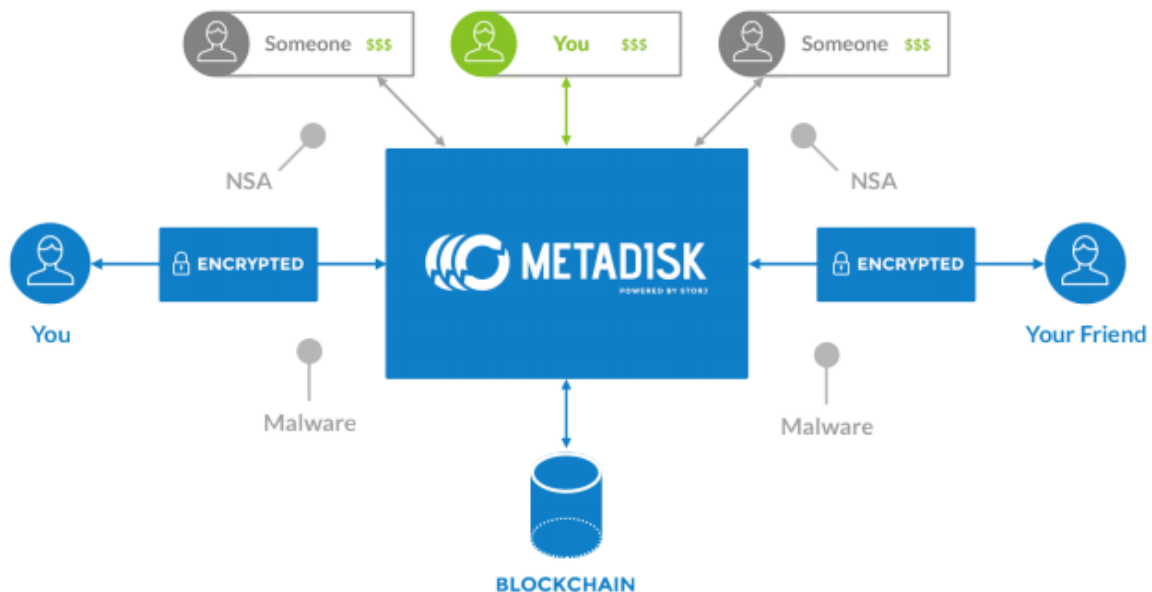 Someone $$$
You $$$
Someone $$$
NSA
NSA
ENCRYPTED
METADISK
POWERED BY STORJ
ENCRYPTED
You
Your Friend
Malware
Malware
BLOCKCHAIN